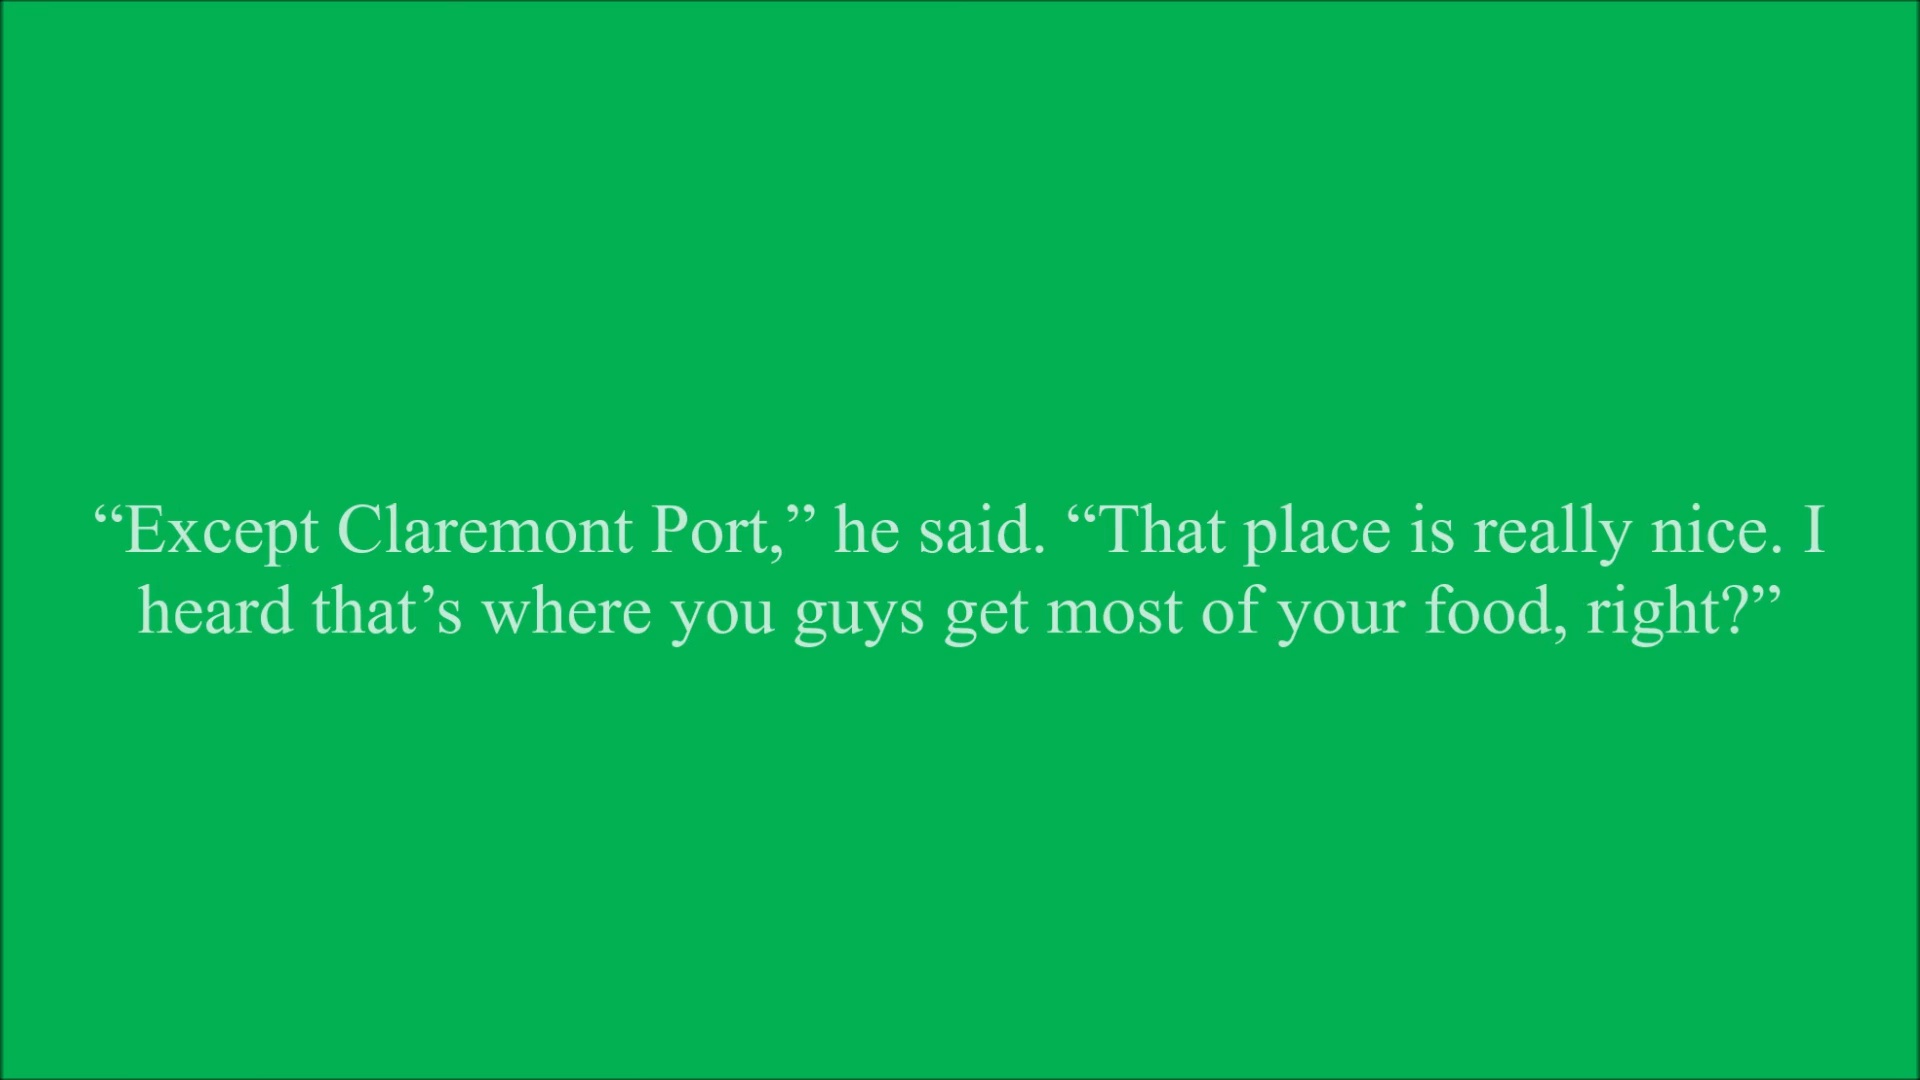 “Except Claremont Port,” he said. “That place is really nice. I
heard that’s where you guys get most of your food, right?”